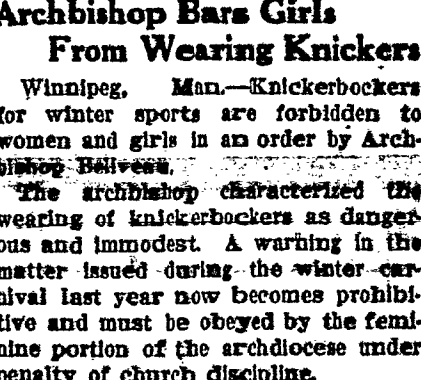 Archbishop Bars Girls
From Wearing Knickers
Winnipeg, Man.—Knickerbockers
for winter sports are forbidden to
women and girls in an order by Arch-
bishop Beliveau.
The archbishop characterized the
wearing of knickerbockers as danger-
ous and immodest. A warning in the
matter issued during the winter car-
nival last year now becomes prohibi-
tive and must be obeyed by the femi-
nine portion of the archdiocese under
penalty of church discipline.